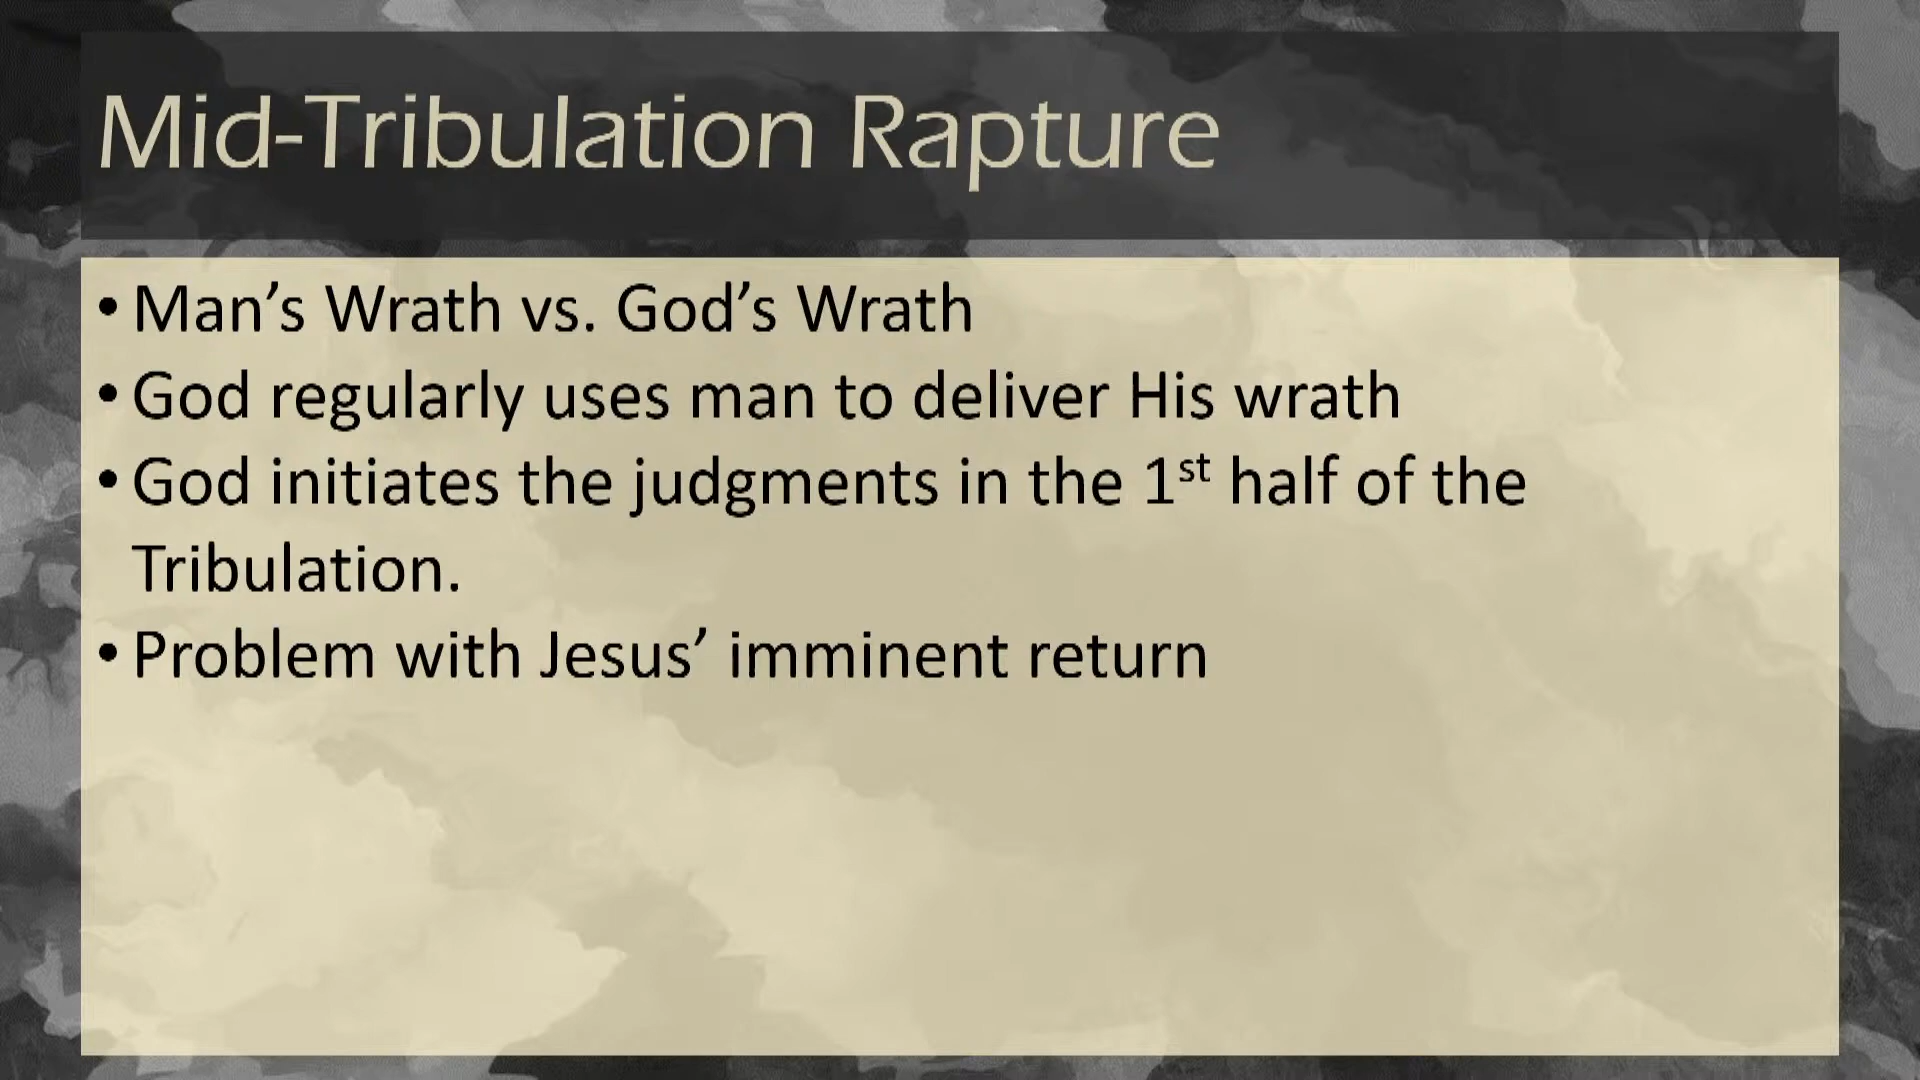 Mid-Tribulation Rapture
• Man’s Wrath vs. God’s Wrath
• God regularly uses man to deliver His wrath
• God initiates the judgments in the 1st half of the
Tribulation.
• Problem with Jesus’ imminent return